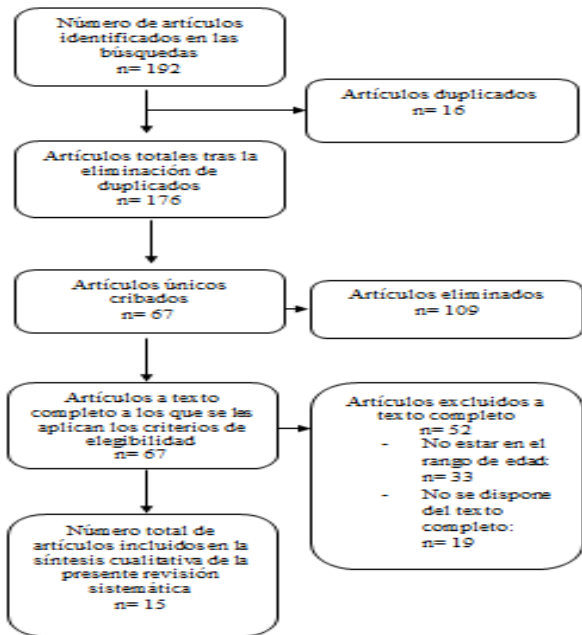 Número de artículos
identificados en las
búsquedas
n= 192
Artículos duplicados
n= 16
Artículos totales tras la
eliminación de
duplicados
n= 176
Artículos únicos
cribados
n= 67
Artículos eliminados
n= 109
Artículos a texto
completo a los que se les
aplican los criterios de
elegibilidad
n= 67
Artículos excluidos a
texto completo
n= 52
- No estar en el
rango de edad:
n= 33
- No se dispone
del texto
completo:
n= 19
Número total de
artículos incluidos en la
síntesis cualitativa de la
presente revisión
sistemática
n= 15